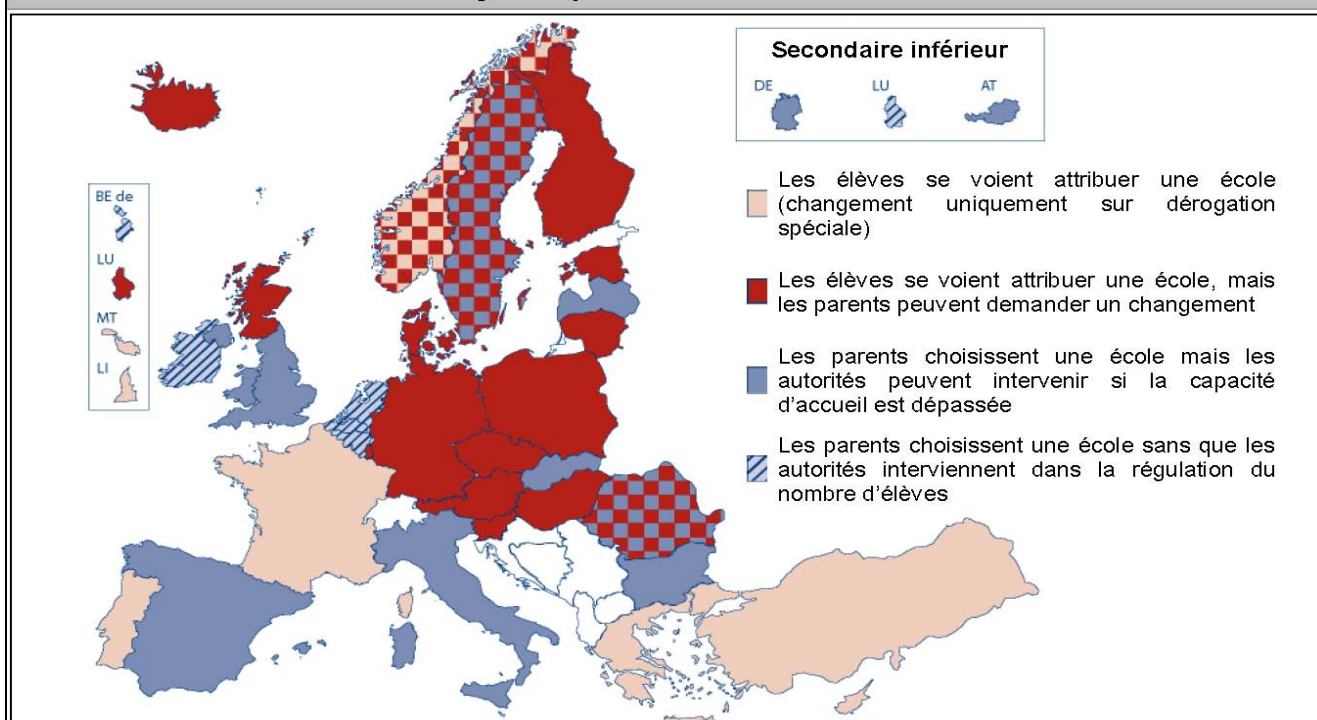 Secondaire inférieur
DE
LU
AT
BE de
LU
MT
LI
Les élèves se voient attribuer une école
(changement uniquement sur dérogation
spéciale)
Les élèves se voient attribuer une école, mais
les parents peuvent demander un changement
Les parents choisissent une école mais les
autorités peuvent intervenir si la capacité
d'accueil est dépassée
Les parents choisissent une école sans que les
autorités interviennent dans la régulation du
nombre d'élèves